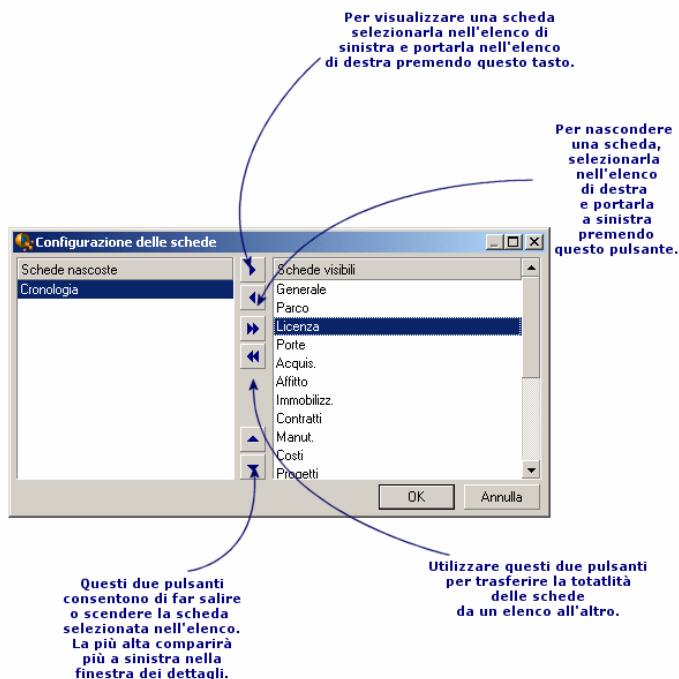 Per visualizzare una scheda
selezionarla nell'elenco di
sinistra e portarla nell'elenco
di destra premendo questo tasto.
Per nascondere
una scheda,
selezionarla
nell'elenco
di destra
e portarla
a sinistra
premendo
questo pulsante.
Configurazione delle schede
Schede nascoste
Cronologia
Schede visibili
Generale
Parco
Licenza
Porte
Acquis.
Affitto
Immobilizz.
Contratti
Manut.
Costi
Progetti
OK
Annulla
Questi due pulsanti
consentono di far salire
o scendere la scheda
selezionata nell'elenco.
La più alta comparirà
più a sinistra nella
finestra dei dettagli.
Utilizzare questi due pulsanti
per trasferire la totatlità
delle schede
da un elenco all'altro.